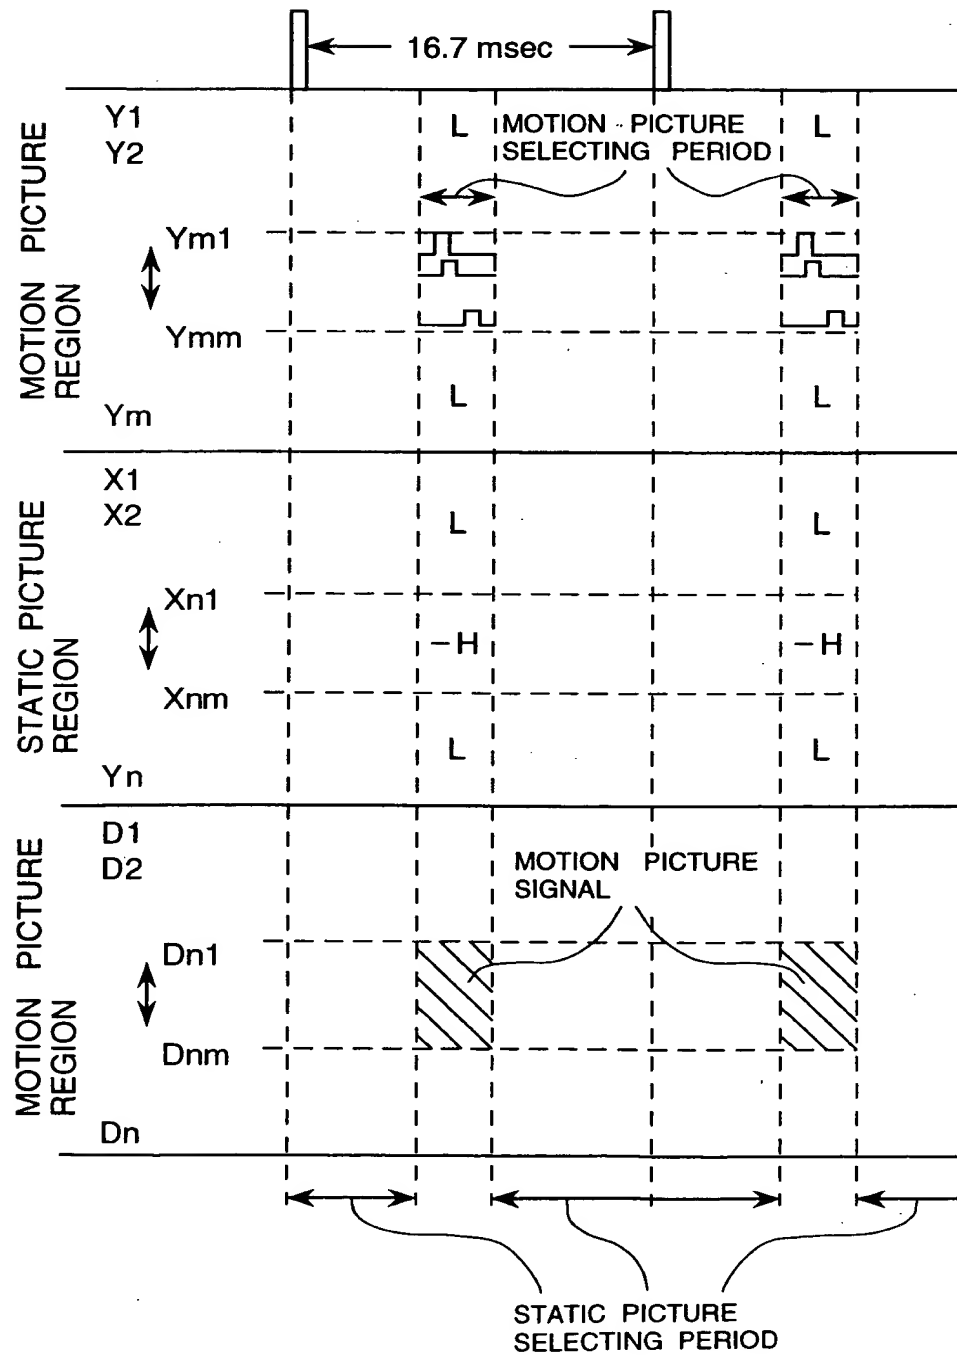 16.7 msec
MOTION PICTURE
REGION
Y1
Y2
L
MOTION PICTURE
SELECTING PERIOD
L
Ym1
Ymm
L
L
Ym
STATIC PICTURE
REGION
X1
X2
L
L
Xn1
–H
–H
Xnm
L
L
Yn
MOTION PICTURE
REGION
D1
D2
MOTION PICTURE
SIGNAL
Dn1
Dnm
Dn
STATIC PICTURE
SELECTING PERIOD